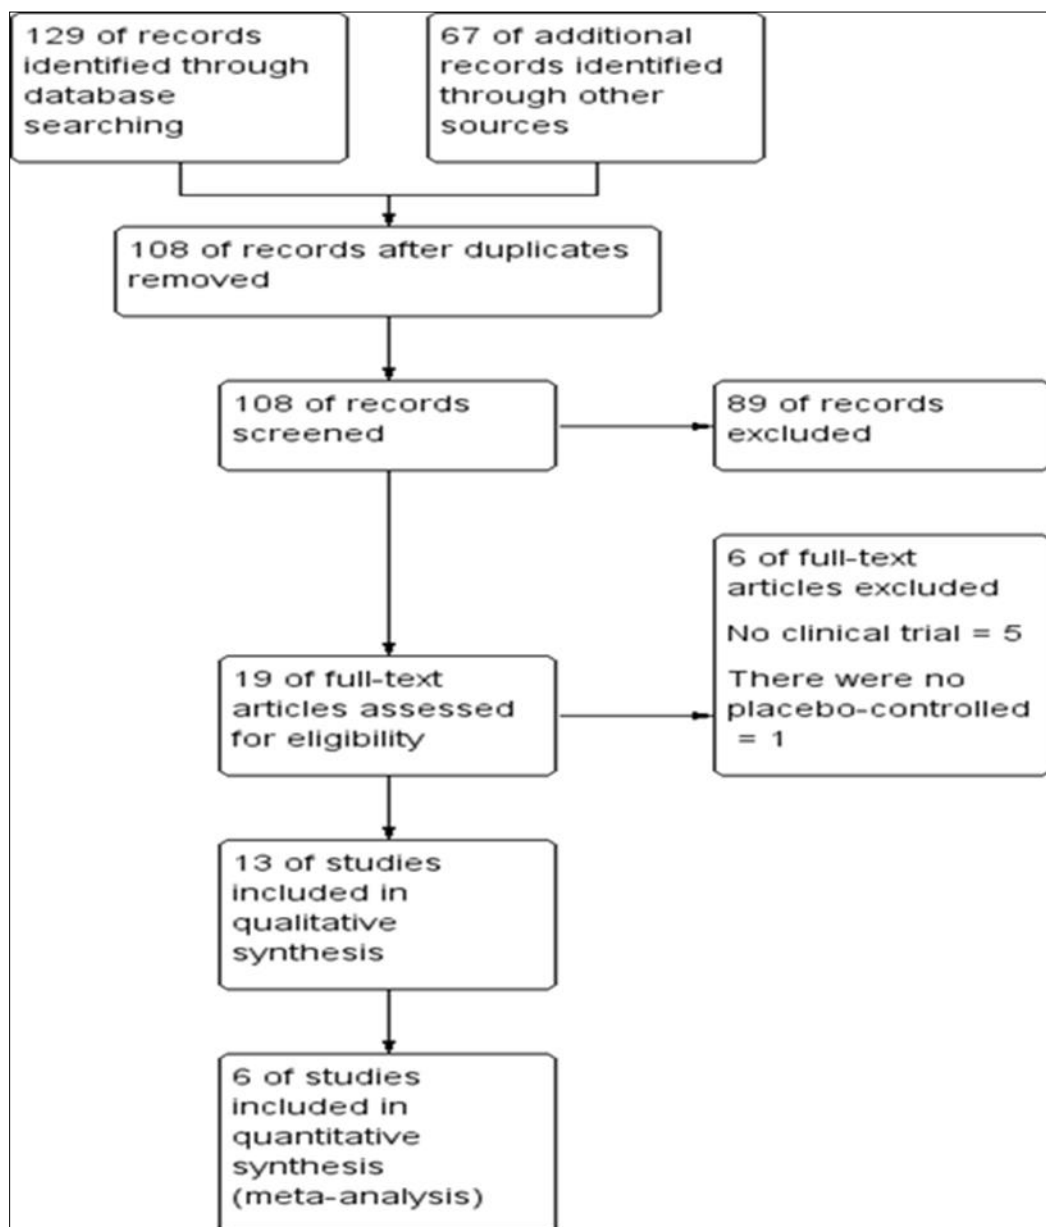 129 of records
identified through
database
searching
67 of additional
records identified
through other
sources
108 of records after duplicates
removed
108 of records
screened
89 of records
excluded
6 of full-text
articles excluded
No clinical trial = 5
There were no
placebo-controlled
= 1
19 of full-text
articles assessed
for eligibility
13 of studies
included in
qualitative
synthesis
6 of studies
included in
quantitative
synthesis
(meta-analysis)